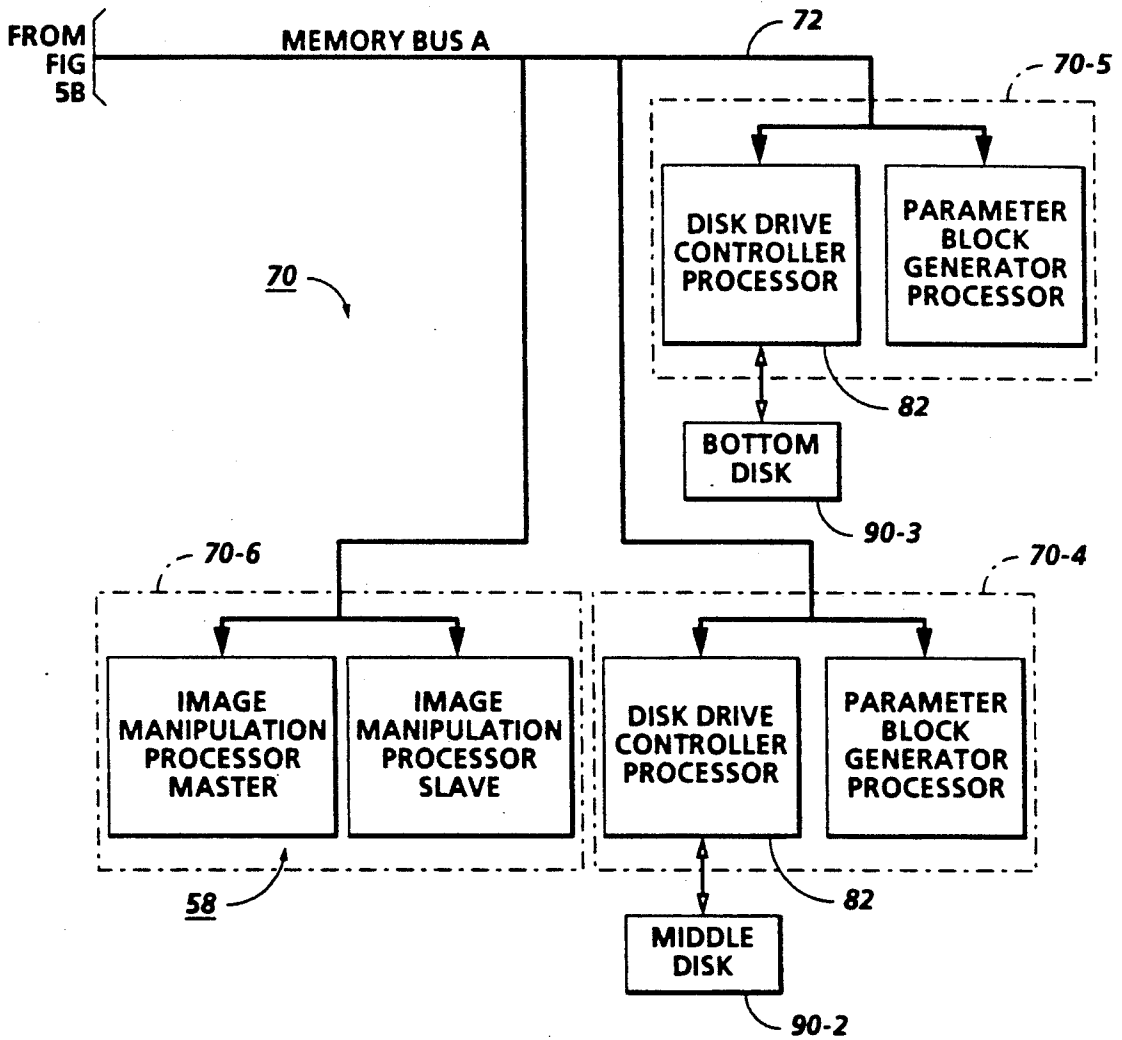 FROM
FIG
5B
MEMORY BUS A
72
70-5
DISK DRIVE
CONTROLLER
PROCESSOR
PARAMETER
BLOCK
GENERATOR
PROCESSOR
70
82
BOTTOM
DISK
90-3
70-6
70-4
IMAGE
MANIPULATION
PROCESSOR
MASTER
IMAGE
MANIPULATION
PROCESSOR
SLAVE
DISK DRIVE
CONTROLLER
PROCESSOR
PARAMETER
BLOCK
GENERATOR
PROCESSOR
58
82
MIDDLE
DISK
90-2